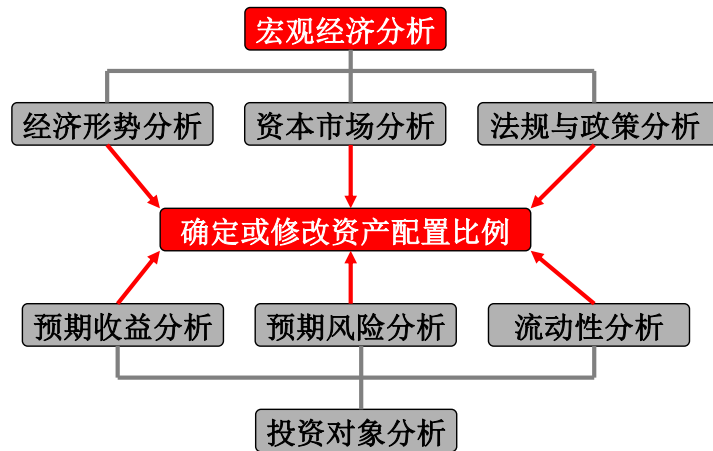 宏观经济分析
经济形势分析
资本市场分析
法规与政策分析
确定或修改资产配置比例
预期收益分析
预期风险分析
流动性分析
投资对象分析